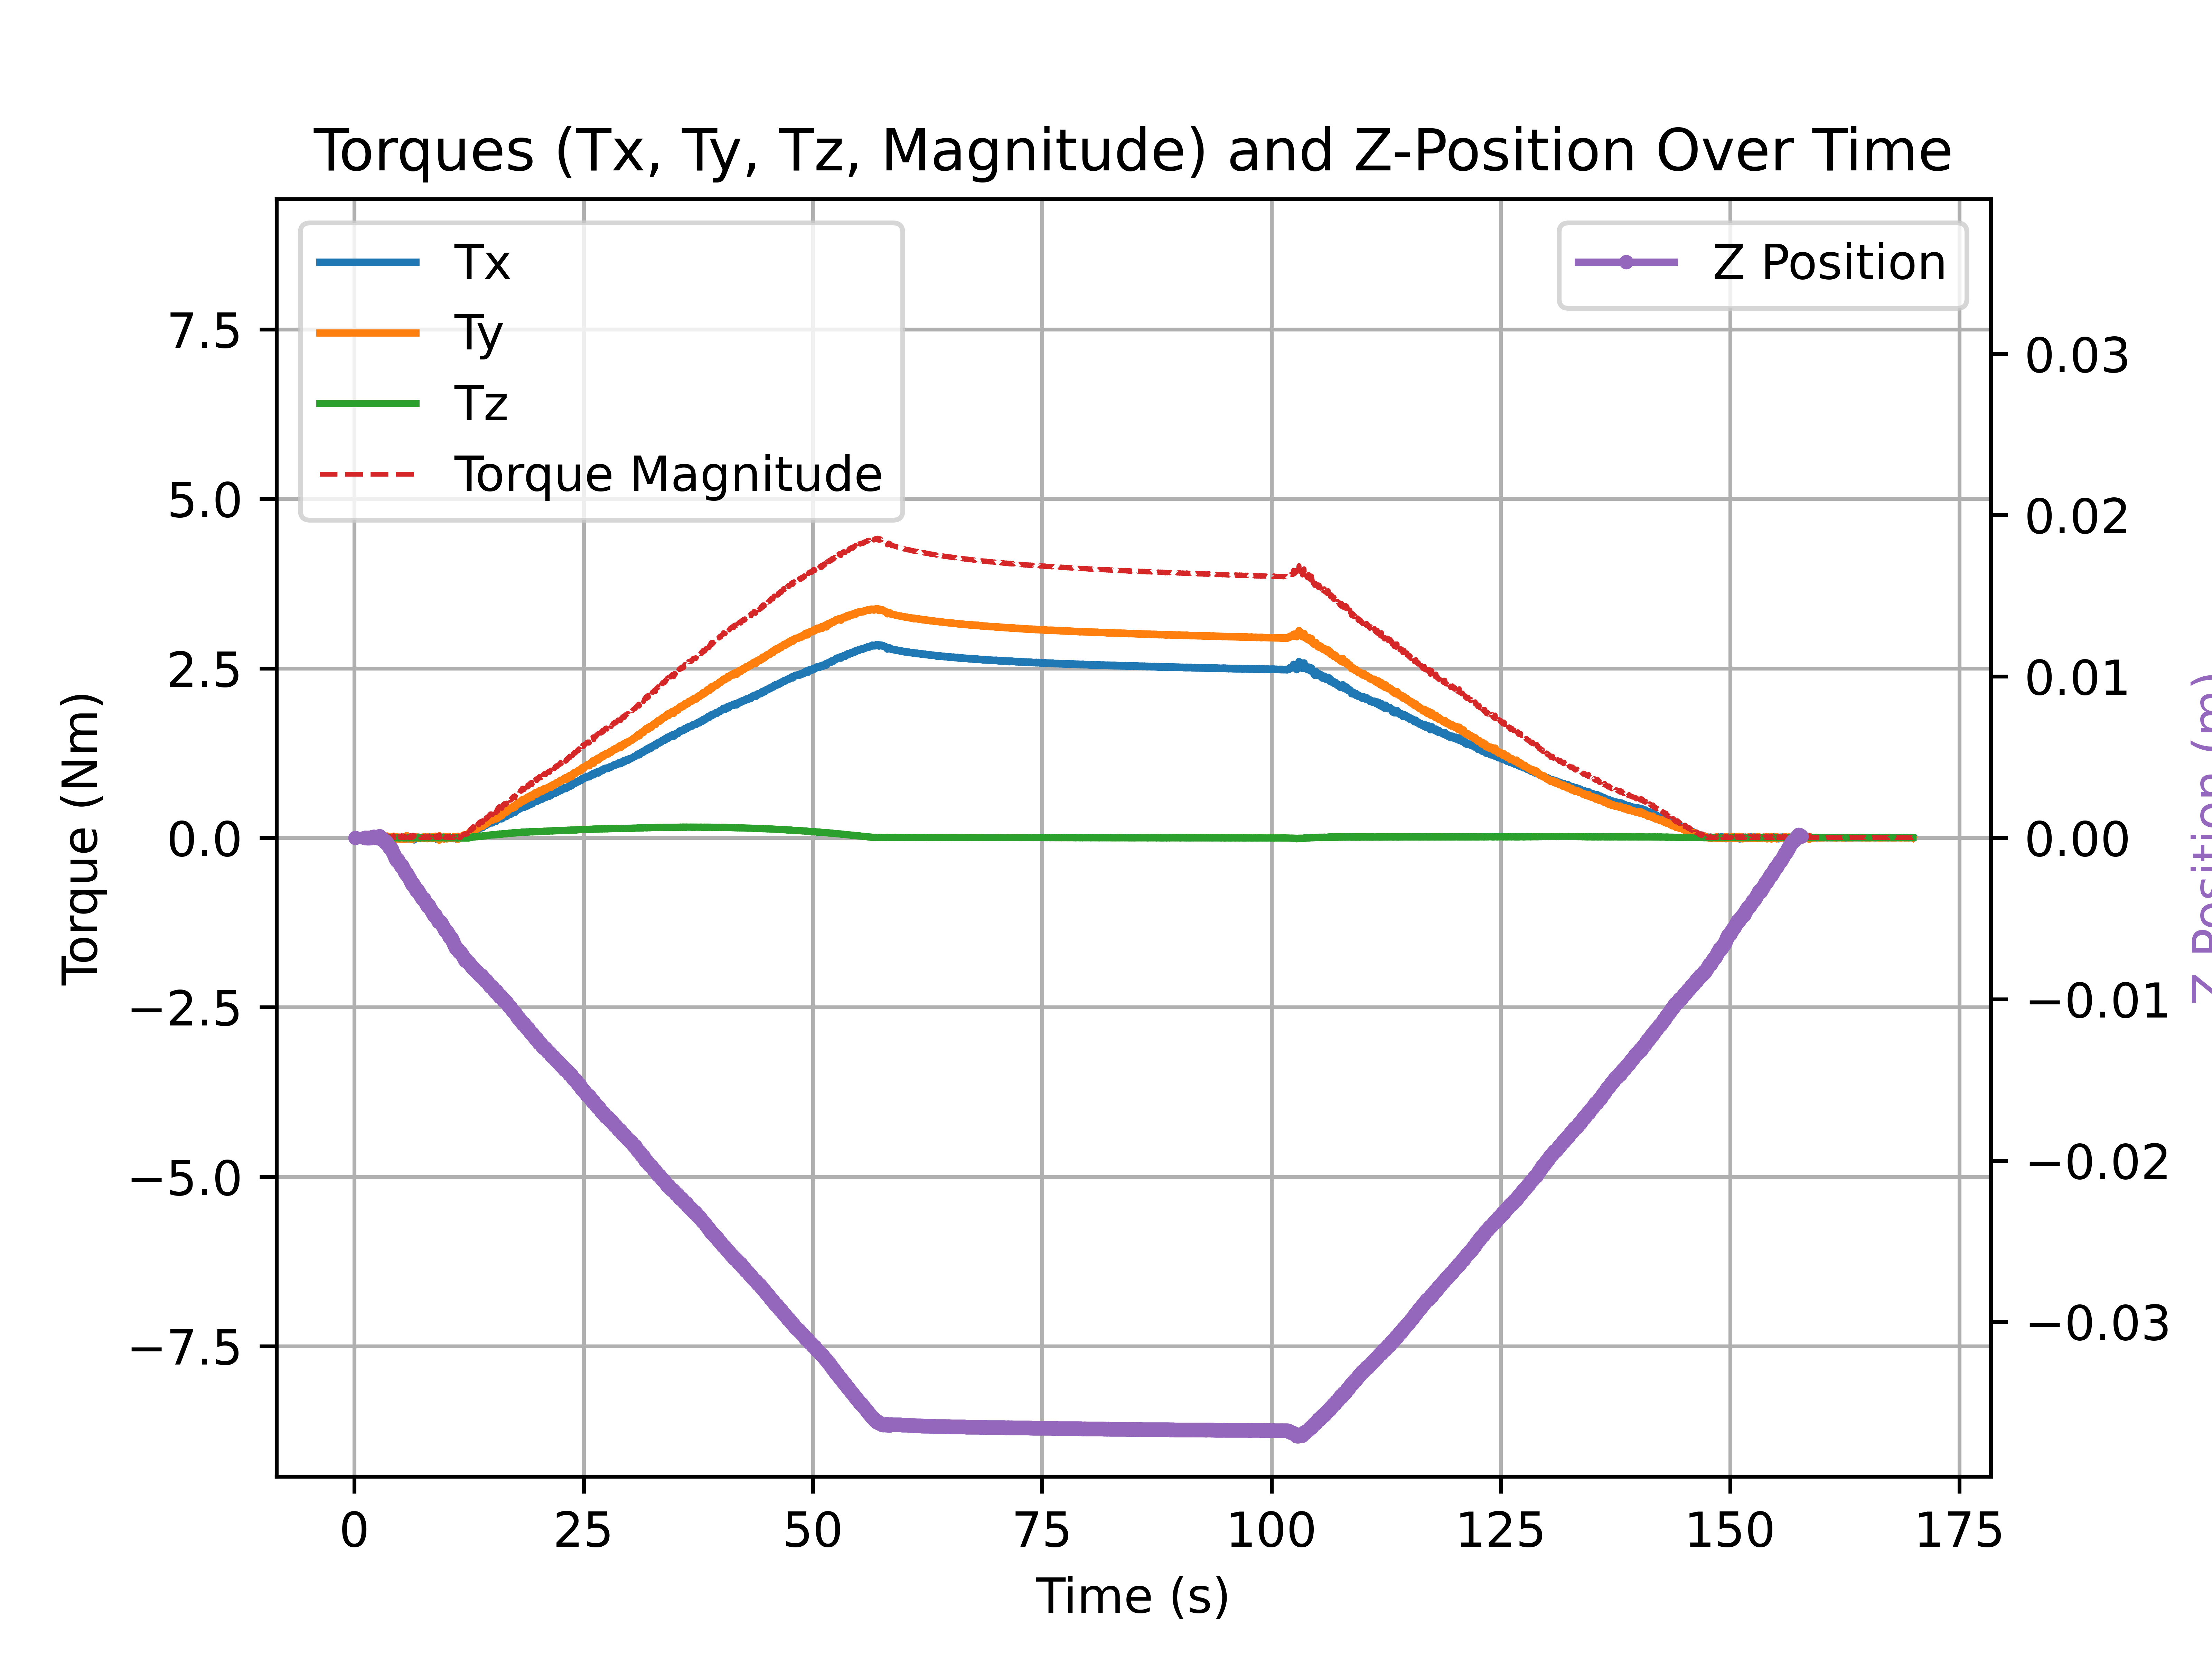 Torques (Tx, Ty, Tz, Magnitude) and Z-Position Over Time
Tx
Ty
Tz
Torque Magnitude
Z Position
7.5
5.0
2.5
0.0
−2.5
−5.0
−7.5
Torque (Nm)
0.03
0.02
0.01
0.00
−0.01
−0.02
−0.03
Z Position (m)
0 25 50 75 100 125 150 175
Time (s)